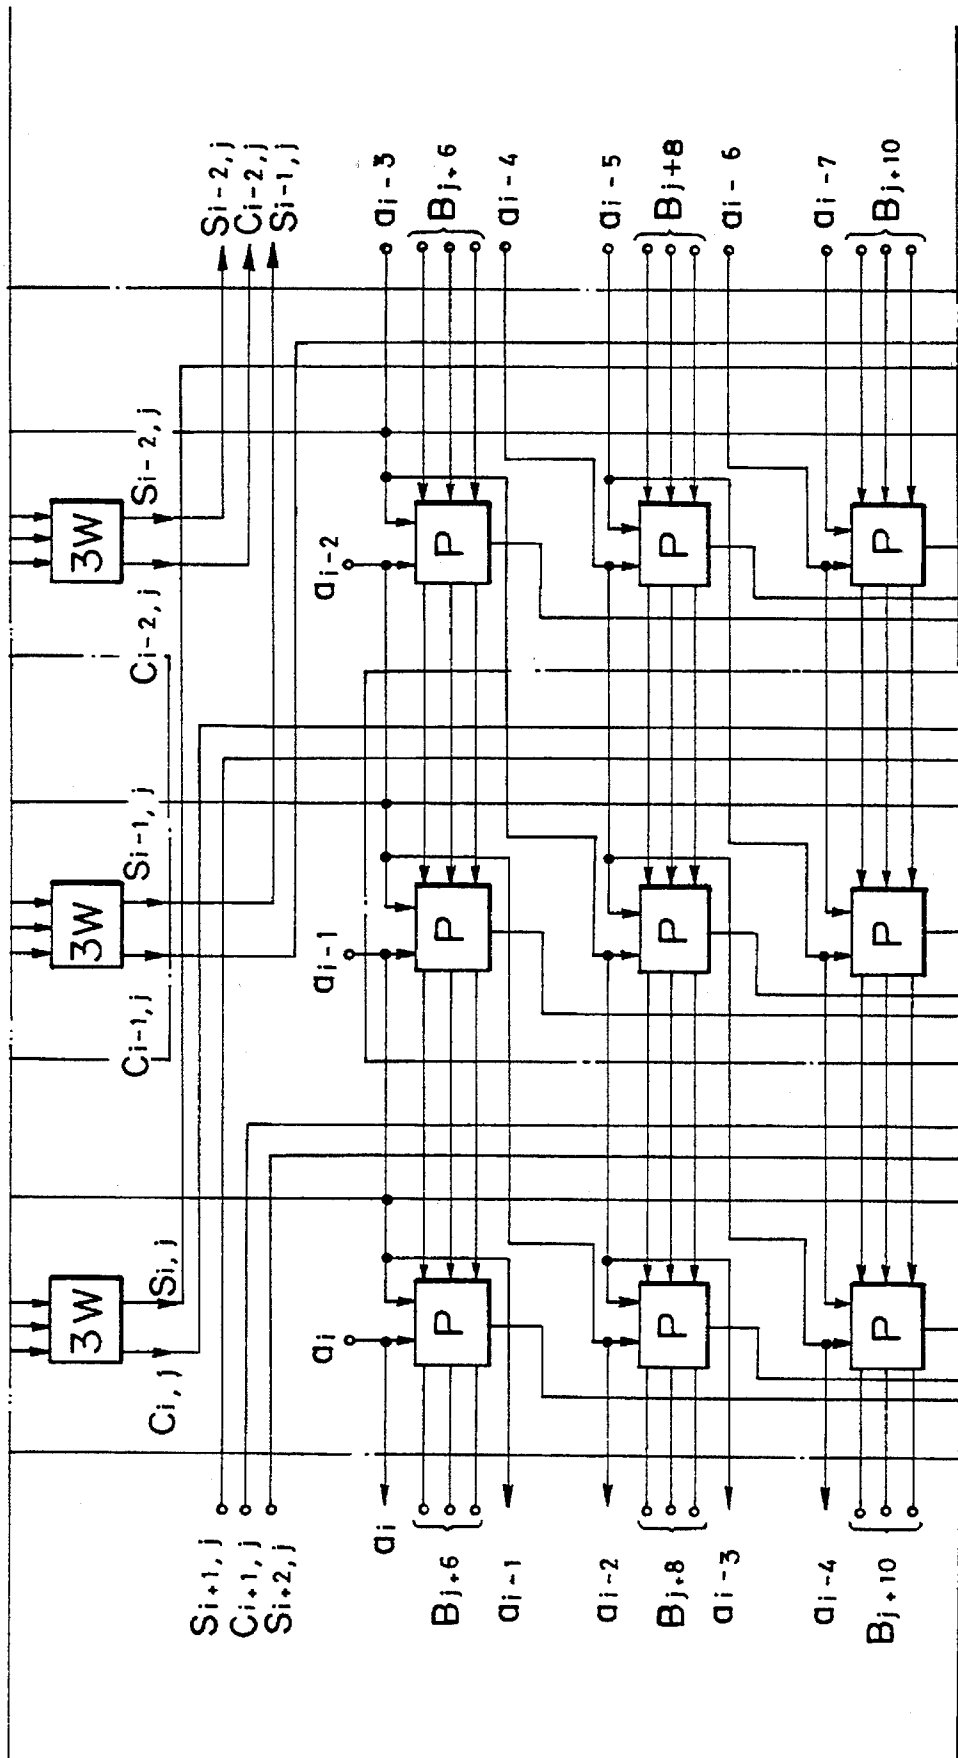 Si-2, j
Ci-2, j
Si-1, j
ai-3
Bj+6
ai-4
ai-5
Bj+8
ai-6
ai-7
Bj+10
3W
Si-2, j
Ci-2, j
ai-2
P
P
P
3W
Si-1, j
Ci-1, j
ai-1
P
P
P
3W
Si, j
Ci, j
ai
P
P
P
Si+1, j
Ci+1, j
Si+2, j
ai
Bj+6
ai-1
ai-2
Bj+8
ai-3
ai-4
Bj+10